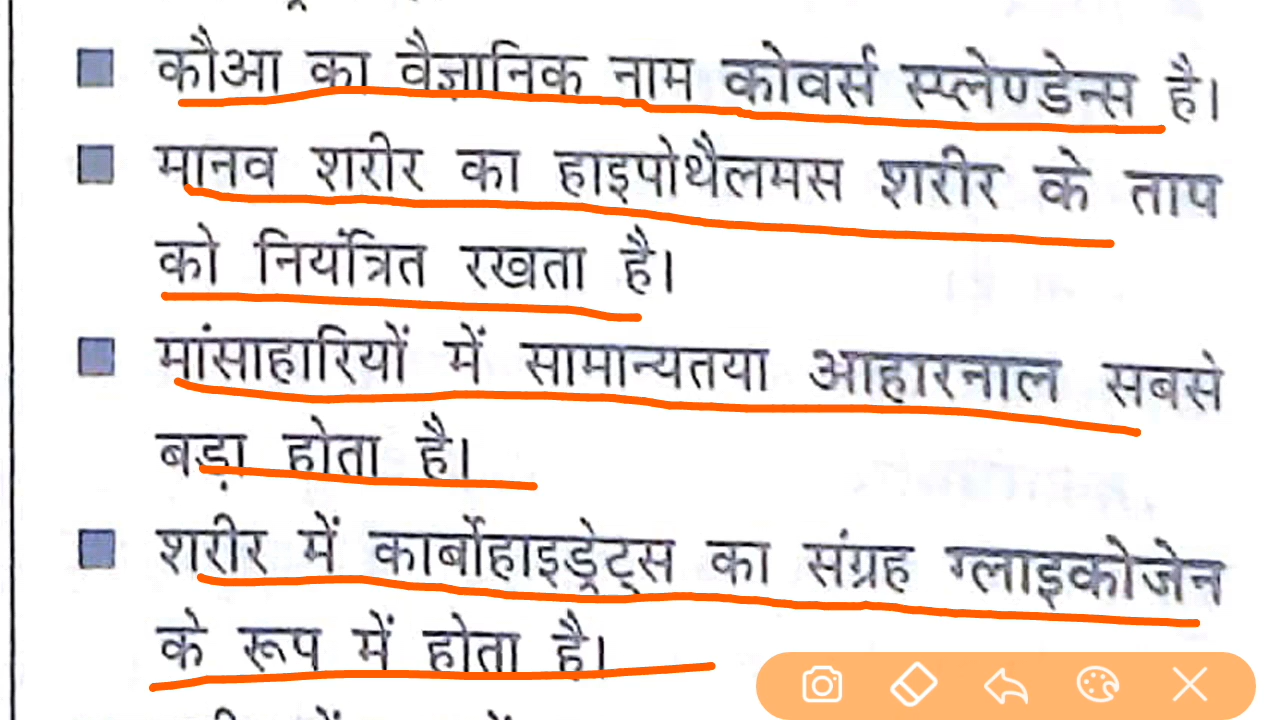 कौआ का वैज्ञानिक नाम कोवर्स स्प्लेण्डेन्स है।
मानव शरीर का हाइपोथैलमस शरीर के ताप
को नियंत्रित रखता है।
मांसाहारियों में सामान्यतया आहारनाल सबसे
बड़ा होता है।
शरीर में कार्बोहाइड्रेट्स का संग्रह ग्लाइकोजेन
के रूप में होता है।